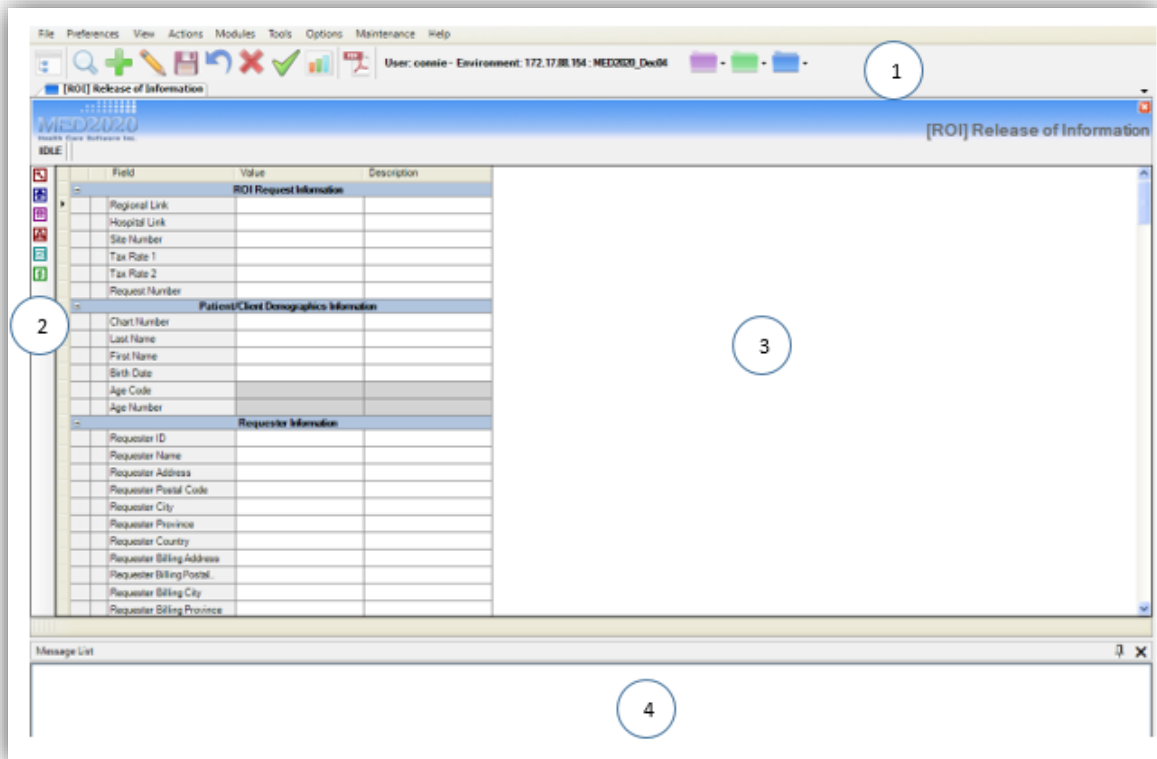 File Preferences View Actions Modules Tools Options Maintenance Help
User: connie - Environment: 172.17.88.154 : MED2020_Dec04
1
[ROI] Release of Information
MED2020
Health Care Software Inc.
[ROI] Release of Information
IDLE
Field Value Description
ROI Request Information
Regional Link
Hospital Link
Site Number
Tax Rate 1
Tax Rate 2
Request Number
Patient/Client Demographics Information
2
Chart Number
Last Name
First Name
Birth Date
Age Code
Age Number
3
Requester Information
Requester ID
Requester Name
Requester Address
Requester Postal Code
Requester City
Requester Province
Requester Country
Requester Billing Address
Requester Billing Postal..
Requester Billing City
Requester Billing Province
Message List
4